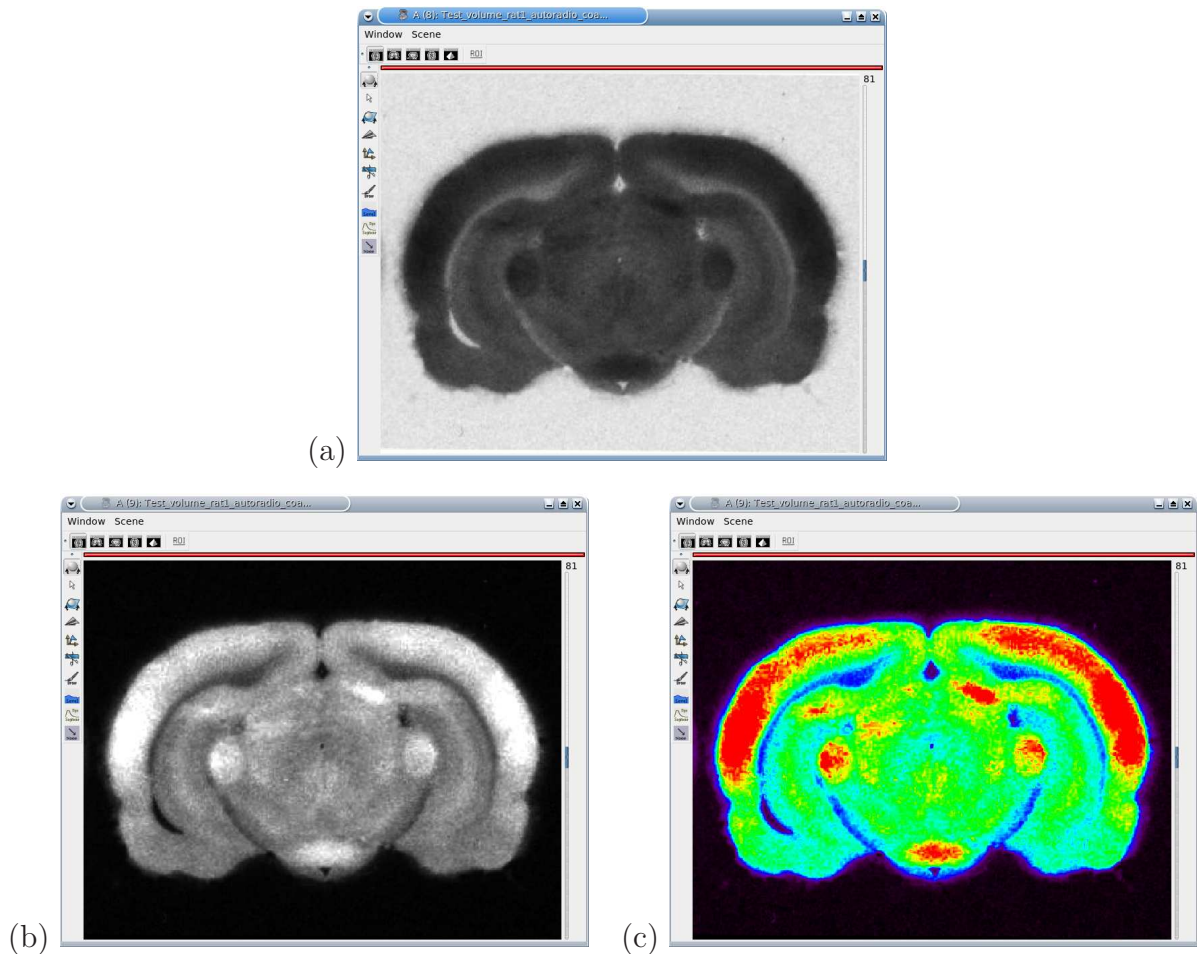 A (8): Test_volume_rat1_autoradio_coa...
Window Scene
ROI
81
(a)
A (9): Test_volume_rat1_autoradio_coa...
Window Scene
ROI
81
(b)
A (9): Test_volume_rat1_autoradio_coa...
Window Scene
ROI
81
(c)